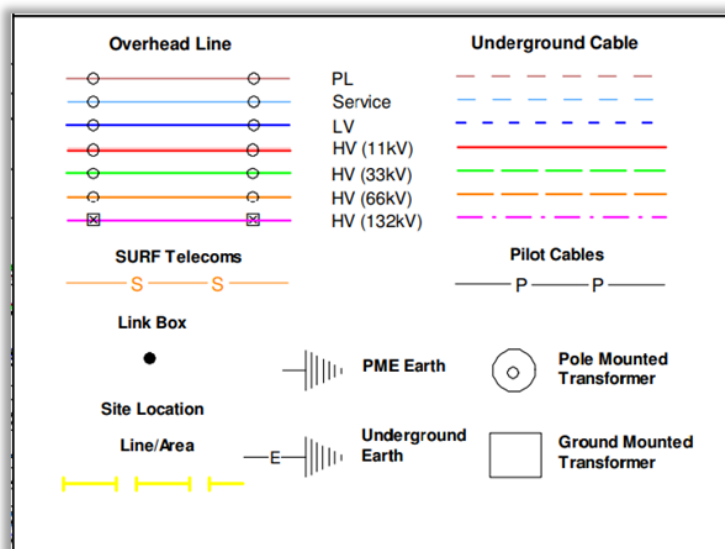 Overhead Line
Underground Cable
PL
Service
LV
HV (11kV)
HV (33kV)
HV (66kV)
HV (132kV)
SURF Telecoms
Pilot Cables
S S
P P
Link Box
PME Earth
Pole Mounted
Transformer
Site Location
Line/Area
E
Underground
Earth
Ground Mounted
Transformer